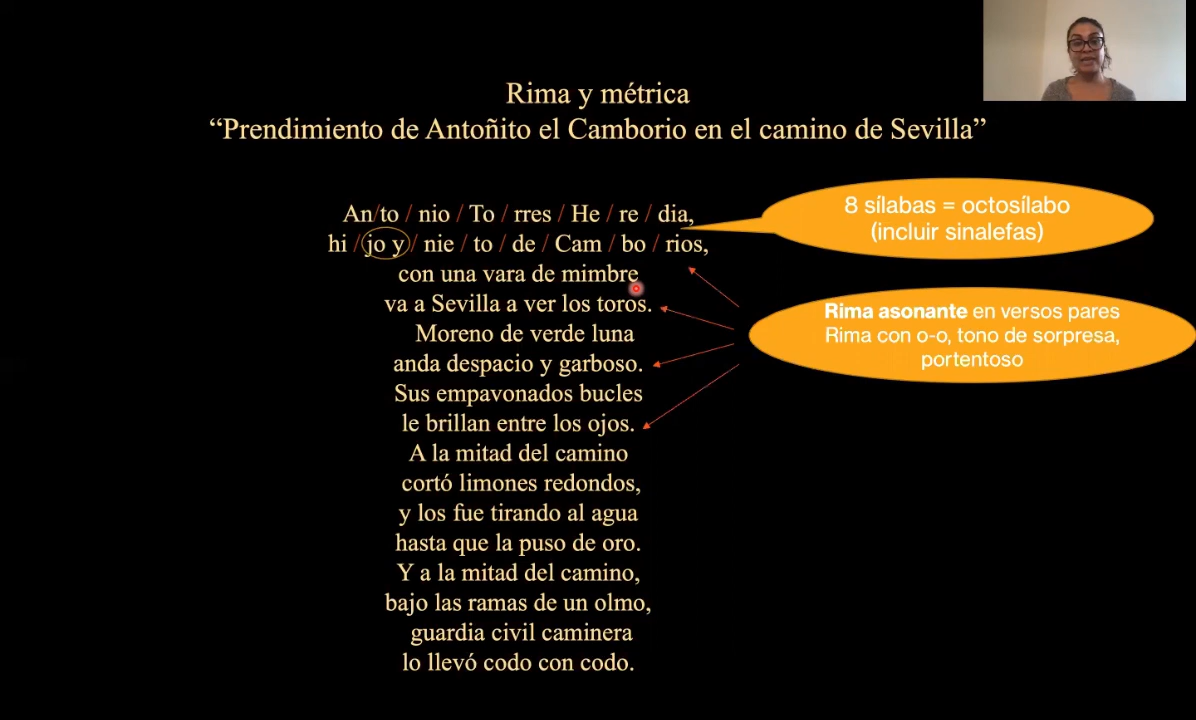 Rima y métrica
“Prendimiento de Antoñito el Camborio en el camino de Sevilla”
An/to / nio / To / rres / He / re / dia,
hi / jo y / nie / to / de / Cam / bo / rios,
con una vara de mimbre
va a Sevilla a ver los toros.
Moreno de verde luna
anda despacio y garboso.
Sus empavonados bucles
le brillan entre los ojos.
A la mitad del camino
cortó limones redondos,
y los fue tirando al agua
hasta que la puso de oro.
Y a la mitad del camino,
bajo las ramas de un olmo,
guardia civil caminera
lo llevó codo con codo.
8 sílabas = octosílabo
(incluir sinalefas)
Rima asonante en versos pares
Rima con o-o, tono de sorpresa,
portentoso